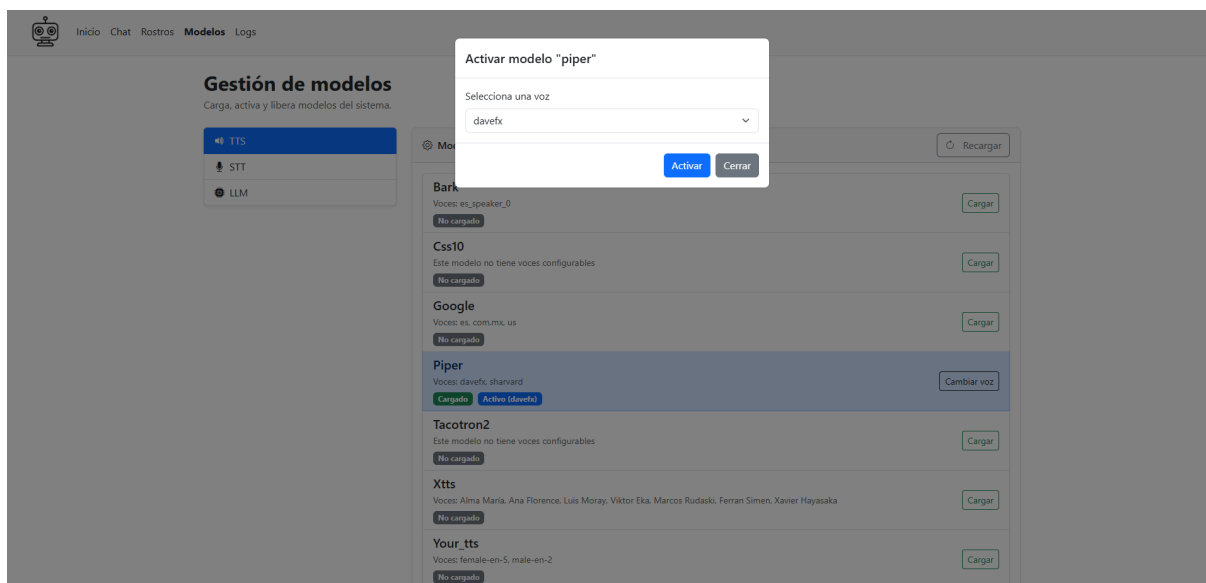 Inicio Chat Rostros Modelos Logs
Activar modelo "piper"
Selecciona una voz
davefx
Activar Cerrar
Gestión de modelos
Carga, activa y libera modelos del sistema.
TTS
STT
LLM
Recargar
Bark
Voces: es_speaker_0
No cargado
Cargar
Css10
Este modelo no tiene voces configurables
No cargado
Cargar
Google
Voces: es, com.mx, us
No cargado
Cargar
Piper
Voces: davefx, sharvard
Cargado Activo (davefx)
Cambiar voz
Tacotron2
Este modelo no tiene voces configurables
No cargado
Cargar
Xtts
Voces: Alma María, Ana Florence, Luis Moray, Viktor Eka, Marcos Rudaski, Ferran Simen, Xavier Hayasaka
No cargado
Cargar
Your_tts
Voces: female-en-5, male-en-2
No cargado
Cargar